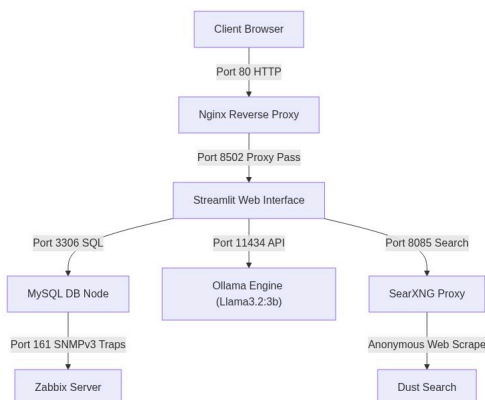 Client Browser
Port 80 HTTP
Nginx Reverse Proxy
Port 8502 Proxy Pass
Streamlit Web Interface
Port 3306 SQL
Port 11434 API
Port 8085 Search
MySQL DB Node
Ollama Engine
(Llama3.2:3b)
SearXNG Proxy
Port 161 SNMPv3 Traps
Anonymous Web Scrape
Zabbix Server
Dust Search